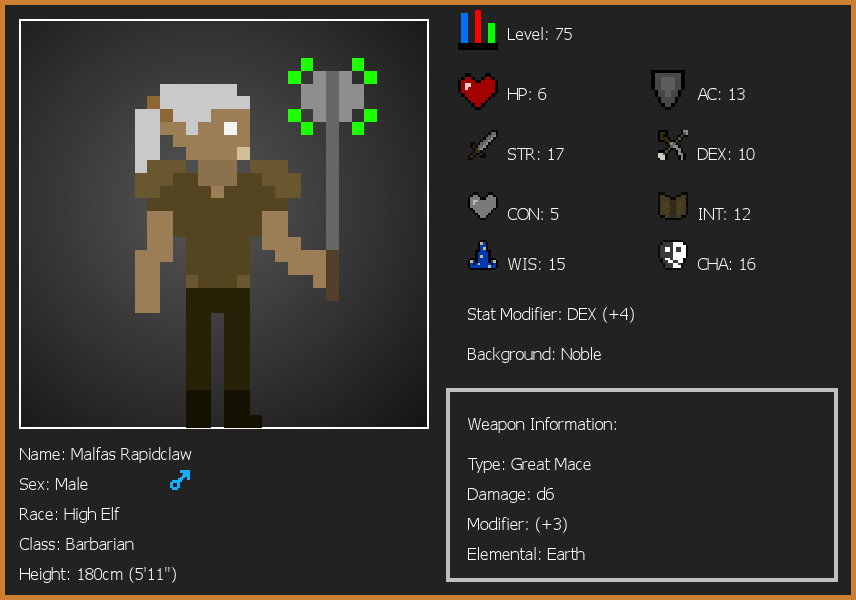 Level: 75
HP: 6
AC: 13
STR: 17
DEX: 10
CON: 5
INT: 12
WIS: 15
CHA: 16
Stat Modifier: DEX (+4)
Background: Noble
Weapon Information:
Type: Great Mace
Damage: d6
Modifier: (+3)
Elemental: Earth
Name: Malfas Rapidclaw
Sex: Male
Race: High Elf
Class: Barbarian
Height: 180cm (5'11")